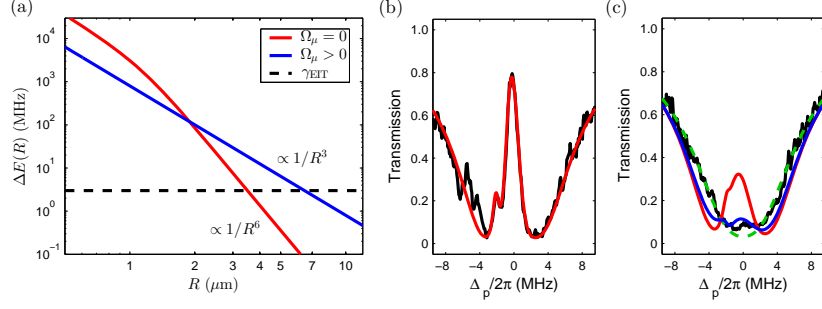 (a)
ΔE(R) (MHz)
10⁴
10³
10²
10¹
10⁰
10⁻¹
1
2
3
4
5
7
10
R (μm)
Ω_μ = 0
Ω_μ > 0
γ_EIT
∝ 1/R³
∝ 1/R⁶
(b)
Transmission
1.0
0.8
0.6
0.4
0.2
0
−8
−4
0
4
8
Δ_p/2π (MHz)
(c)
Transmission
1.0
0.8
0.6
0.4
0.2
0
−8
−4
0
4
8
Δ_p/2π (MHz)